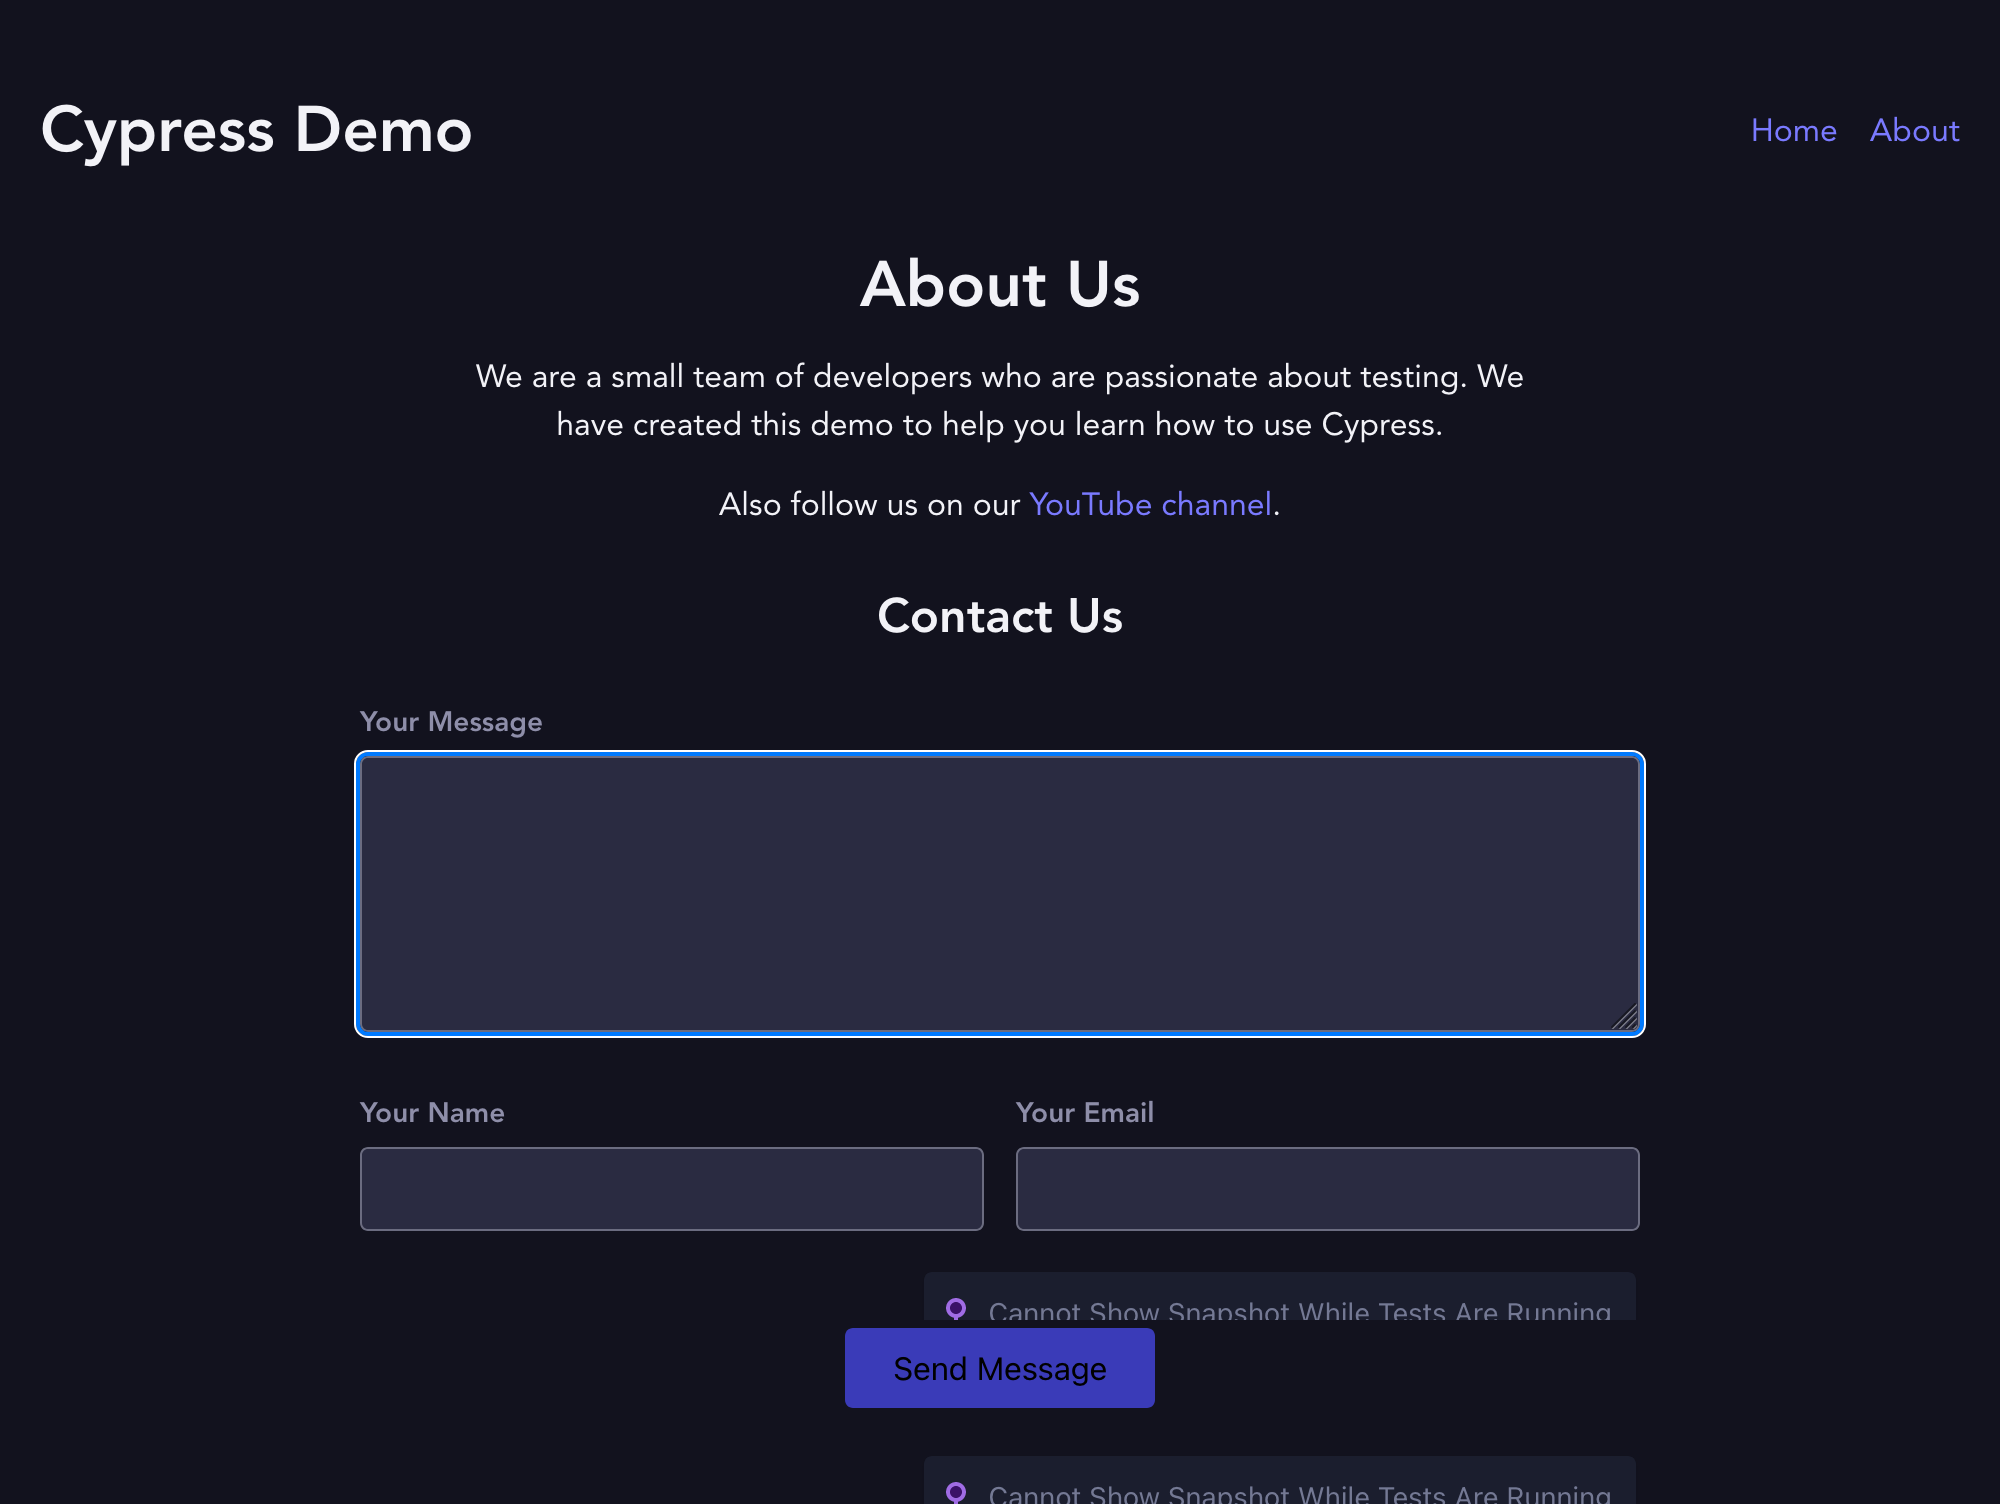 Cypress Demo
Home About
About Us
We are a small team of developers who are passionate about testing. We
have created this demo to help you learn how to use Cypress.
Also follow us on our YouTube channel.
Contact Us
Your Message
Your Name
Your Email
Cannot Show Snapshot While Tests Are Running
Send Message
Cannot Show Snapshot While Tests Are Running